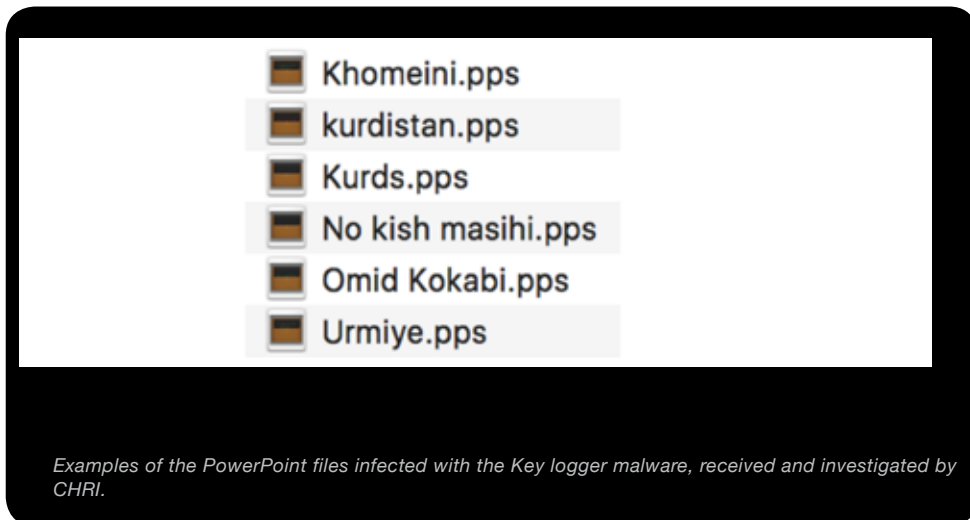 Khomeini.pps
kurdistan.pps
Kurds.pps
No kish masihi.pps
Omid Kokabi.pps
Urmiye.pps
Examples of the PowerPoint files infected with the Key logger malware, received and investigated by
CHRI.